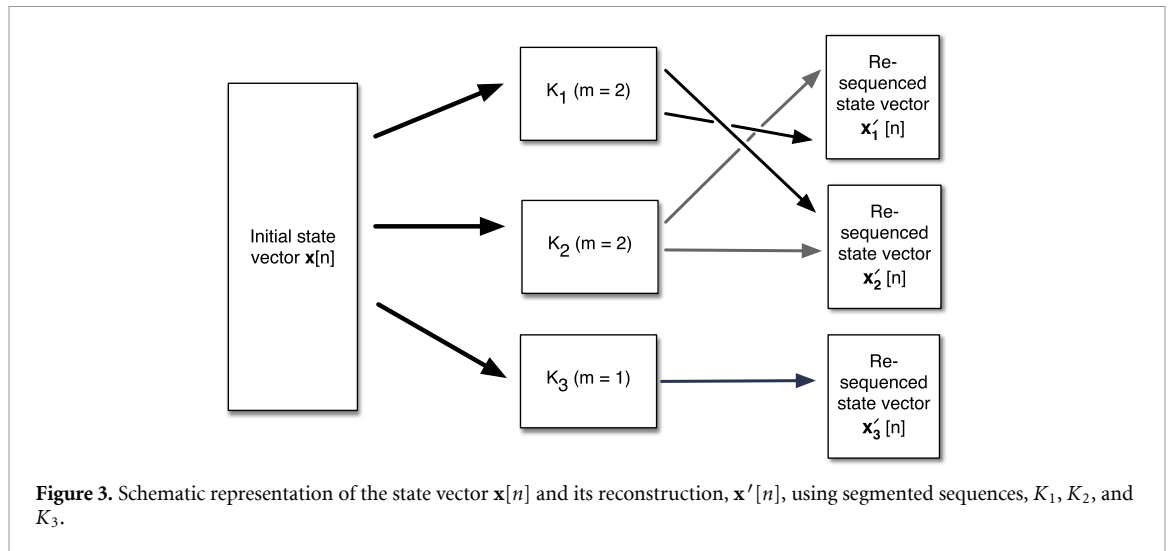 Initial state
vector x[n]
K1 (m = 2)
K2 (m = 2)
K3 (m = 1)
Re-
sequenced
state vector
x′1 [n]
Re-
sequenced
state vector
x′2 [n]
Re-
sequenced
state vector
x′3 [n]
Figure 3. Schematic representation of the state vector x[n] and its reconstruction, x′[n], using segmented sequences, K1, K2, and
K3.